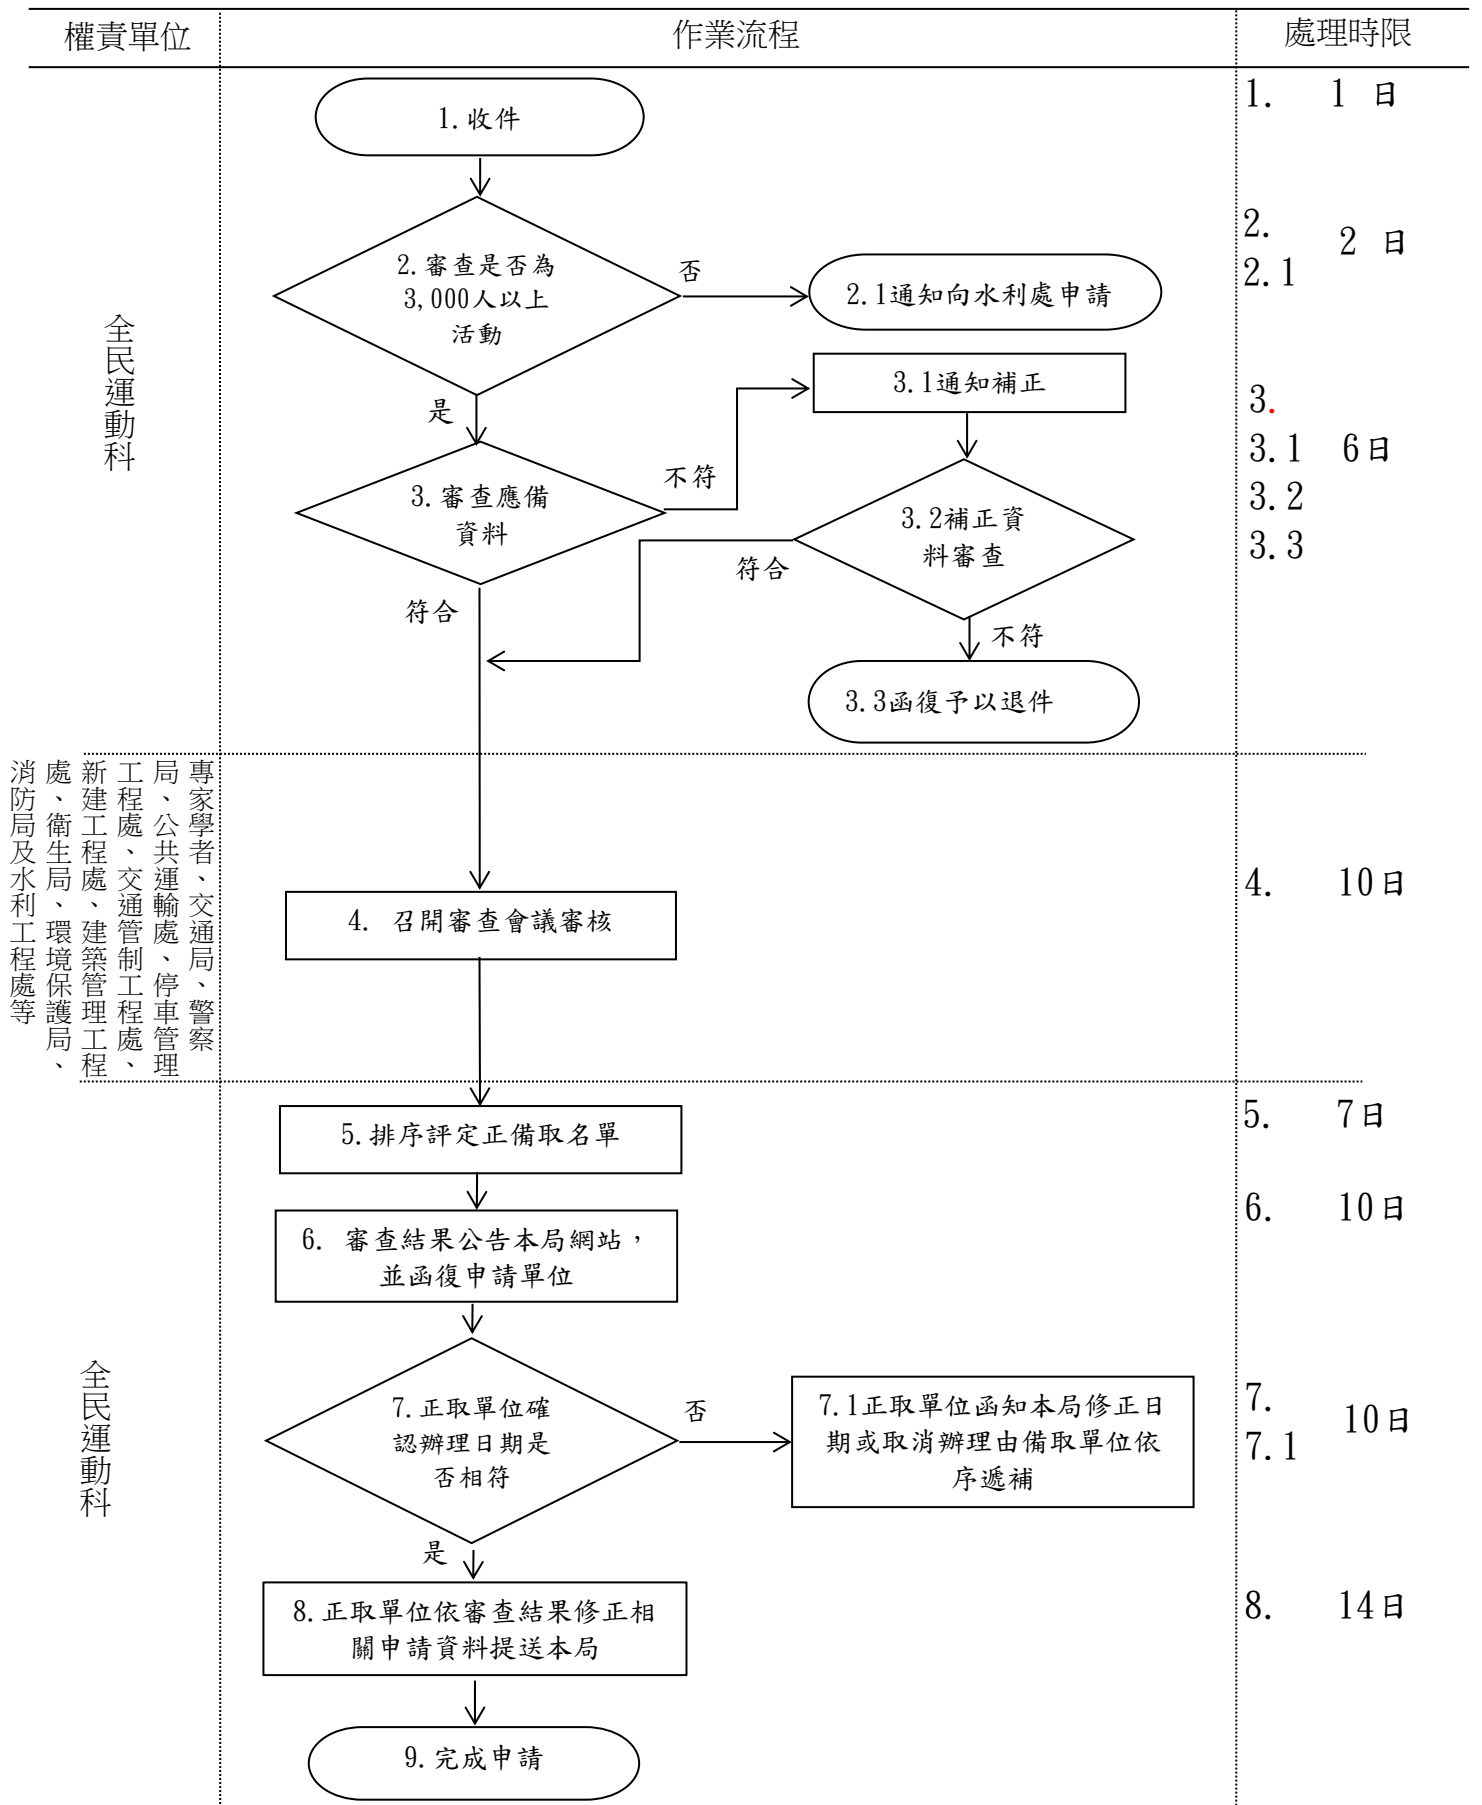 權責單位
作業流程
處理時限
1.收件
1. 1 日
2.審查是否為
3,000人以上
活動
否
2.1通知向水利處申請
2.
2.1
2 日
是
3.審查應備
資料
不符
3.1通知補正
3.2補正資
料審查
符合
符合
不符
3.3函復予以退件
3.
3.1
3.2
3.3
6日
全民運動科
專家學者、交通局、警察
局、公共運輸處、停車管理
工程處、交通管制工程處、
新建工程處、建築管理工程
處、衛生局、環境保護局、
消防局及水利工程處等
4. 召開審查會議審核
4. 10日
全民運動科
5.排序評定正備取名單
5. 7日
6. 審查結果公告本局網站，
並函復申請單位
6. 10日
7.正取單位確
認辦理日期是
否相符
否
7.1正取單位函知本局修正日
期或取消辦理由備取單位依
序遞補
7.
7.1
10日
是
8.正取單位依審查結果修正相
關申請資料提送本局
8. 14日
9.完成申請